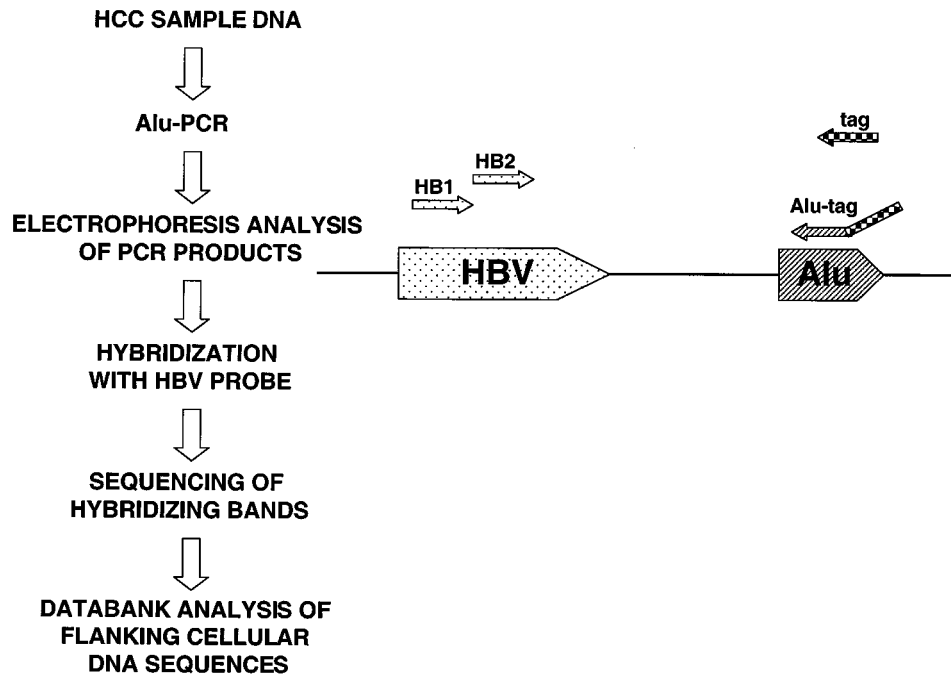 HCC SAMPLE DNA
Alu-PCR
ELECTROPHORESIS ANALYSIS
OF PCR PRODUCTS
HYBRIDIZATION
WITH HBV PROBE
SEQUENCING OF
HYBRIDIZING BANDS
DATABANK ANALYSIS OF
FLANKING CELLULAR
DNA SEQUENCES
tag
HB2
HB1
Alu-tag
HBV
Alu